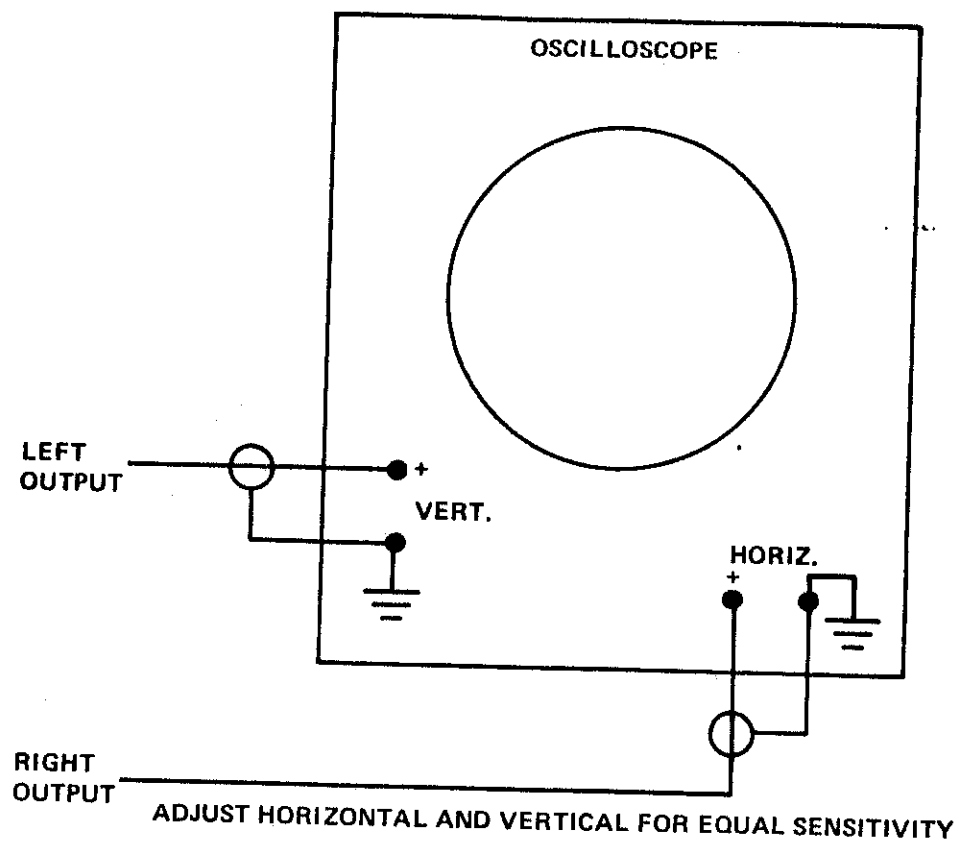 OSCILLOSCOPE
LEFT
OUTPUT
+
VERT.
HORIZ.
+
RIGHT
OUTPUT
ADJUST HORIZONTAL AND VERTICAL FOR EQUAL SENSITIVITY